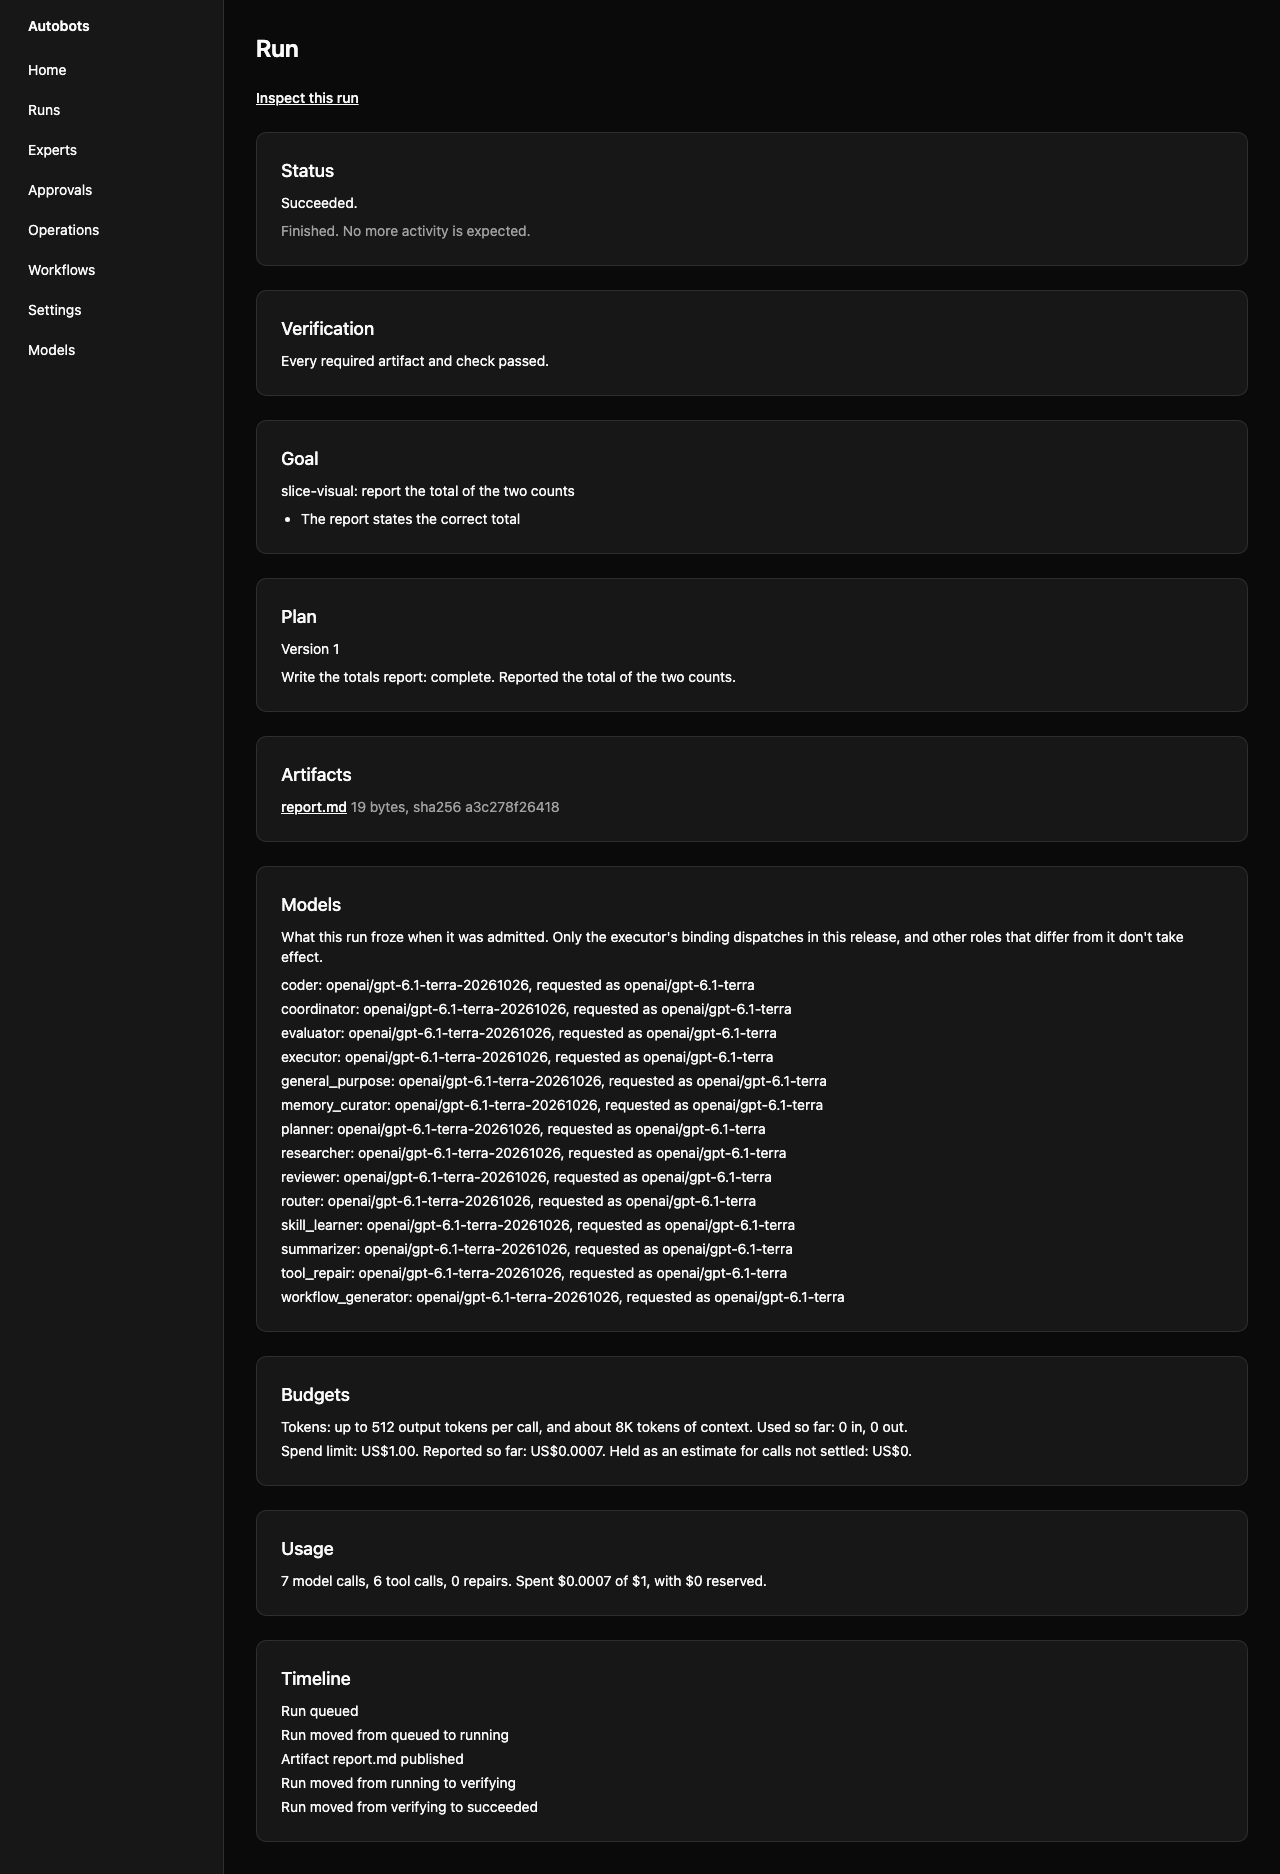 Autobots
Home
Runs
Experts
Approvals
Operations
Workflows
Settings
Models
Run
Inspect this run
Status
Succeeded.
Finished. No more activity is expected.
Verification
Every required artifact and check passed.
Goal
slice-visual: report the total of the two counts
• The report states the correct total
Plan
Version 1
Write the totals report: complete. Reported the total of the two counts.
Artifacts
report.md 19 bytes, sha256 a3c278f26418
Models
What this run froze when it was admitted. Only the executor's binding dispatches in this release, and other roles that differ from it don't take
effect.
coder: openai/gpt-6.1-terra-20261026, requested as openai/gpt-6.1-terra
coordinator: openai/gpt-6.1-terra-20261026, requested as openai/gpt-6.1-terra
evaluator: openai/gpt-6.1-terra-20261026, requested as openai/gpt-6.1-terra
executor: openai/gpt-6.1-terra-20261026, requested as openai/gpt-6.1-terra
general_purpose: openai/gpt-6.1-terra-20261026, requested as openai/gpt-6.1-terra
memory_curator: openai/gpt-6.1-terra-20261026, requested as openai/gpt-6.1-terra
planner: openai/gpt-6.1-terra-20261026, requested as openai/gpt-6.1-terra
researcher: openai/gpt-6.1-terra-20261026, requested as openai/gpt-6.1-terra
reviewer: openai/gpt-6.1-terra-20261026, requested as openai/gpt-6.1-terra
router: openai/gpt-6.1-terra-20261026, requested as openai/gpt-6.1-terra
skill_learner: openai/gpt-6.1-terra-20261026, requested as openai/gpt-6.1-terra
summarizer: openai/gpt-6.1-terra-20261026, requested as openai/gpt-6.1-terra
tool_repair: openai/gpt-6.1-terra-20261026, requested as openai/gpt-6.1-terra
workflow_generator: openai/gpt-6.1-terra-20261026, requested as openai/gpt-6.1-terra
Budgets
Tokens: up to 512 output tokens per call, and about 8K tokens of context. Used so far: 0 in, 0 out.
Spend limit: US$1.00. Reported so far: US$0.0007. Held as an estimate for calls not settled: US$0.
Usage
7 model calls, 6 tool calls, 0 repairs. Spent $0.0007 of $1, with $0 reserved.
Timeline
Run queued
Run moved from queued to running
Artifact report.md published
Run moved from running to verifying
Run moved from verifying to succeeded